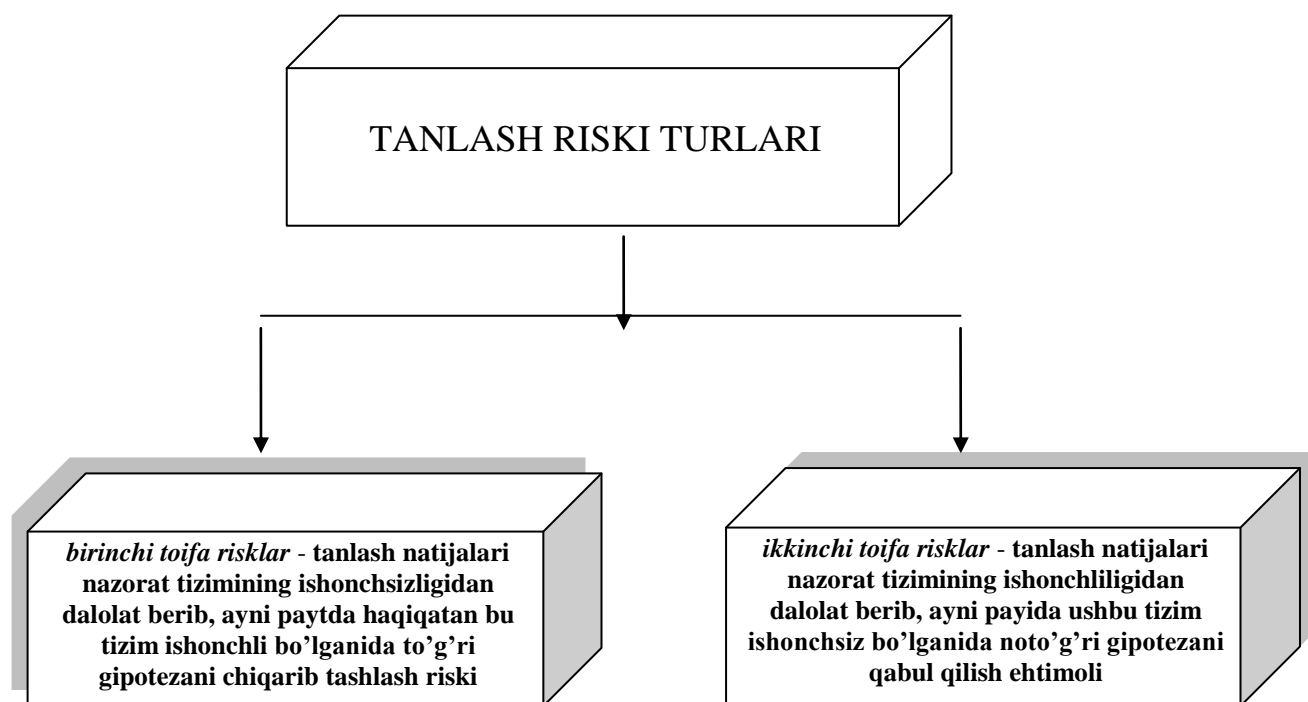 TANLASH RISKI TURLARI
birinchi toifa risklar - tanlash natijalari
nazorat tizimining ishonchsizligidan
dalolat berib, ayni paytda haqiqatan bu
tizim ishonchli bo’lganida to’g’ri
gipotezani chiqarib tashlash riski
ikkinchi toifa risklar - tanlash natijalari
nazorat tizimining ishonchliligidan
dalolat berib, ayni payida ushbu tizim
ishonchsiz bo’lganida noto’g’ri gipotezani
qabul qilish ehtimoli